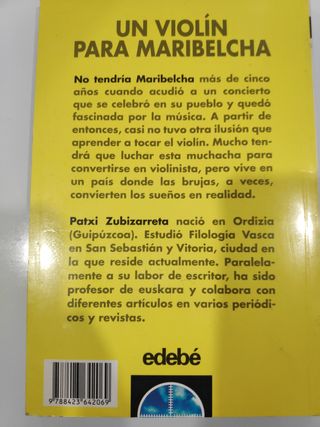 UN VIOLÍN
PARA MARIBELCHA
No tendría Maribelcha más de cinco
años cuando acudió a un concierto
que se celebró en su pueblo y quedó
fascinada por la música. A partir de
entonces, casi no tuvo otra ilusión que
aprender a tocar el violín. Mucho ten-
drá que luchar esta muchacha para
convertirse en violinista, pero vive en
un país donde las brujas, a veces,
convierten los sueños en realidad.
Patxi Zubizarreta nació en Ordizia
(Guipúzcoa). Estudió Filología Vasca
en San Sebastián y Vitoria, ciudad en
la que reside actualmente. Paralela-
mente a su labor de escritor, ha sido
profesor de euskara y colabora con
diferentes artículos en varios periódi-
cos y revistas.
edebé
9 788423 642069